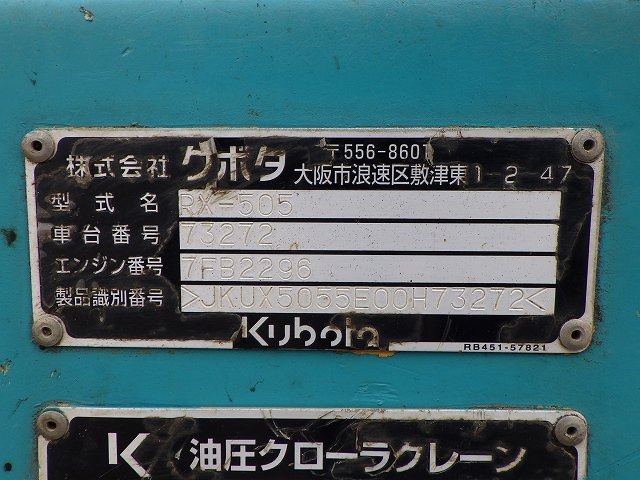 株式会社 クボタ 〒556-8601
大阪市浪速区敷津東1-2-47
型式名 RX-505
車台番号 73272
エンジン番号 7FB2296
製品識別番号 >JKUX5055E00H73272<
Kubota
RB451-57821
K 油圧クローラクレーン